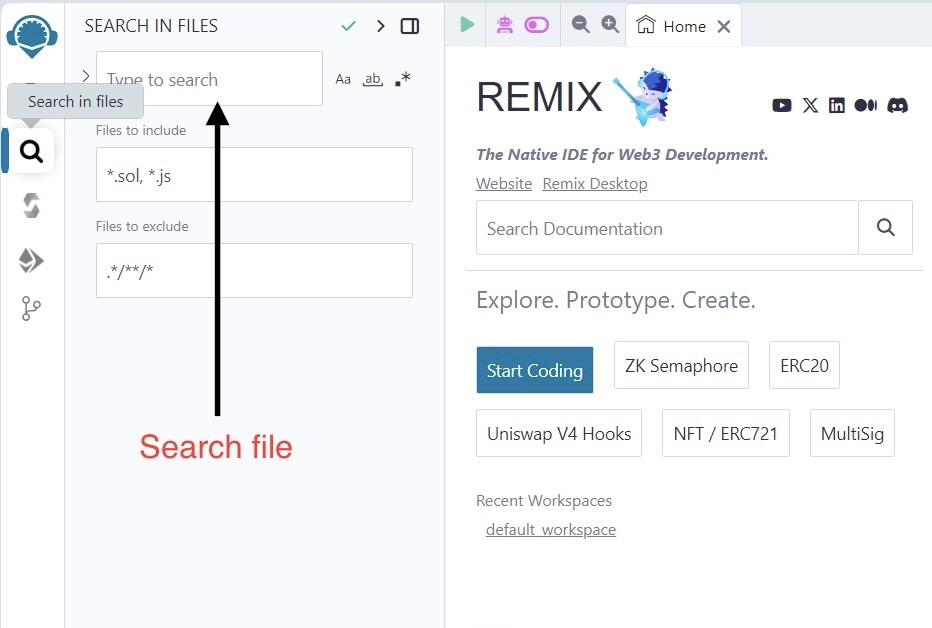 SEARCH IN FILES
Type to search
Aa ab .*
Search in files
Files to include
*.sol, *.js
Files to exclude
.*/**/*
Search file
Home
REMIX
The Native IDE for Web3 Development.
Website Remix Desktop
Search Documentation
Explore. Prototype. Create.
Start Coding ZK Semaphore ERC20
Uniswap V4 Hooks NFT / ERC721 MultiSig
Recent Workspaces
default_workspace